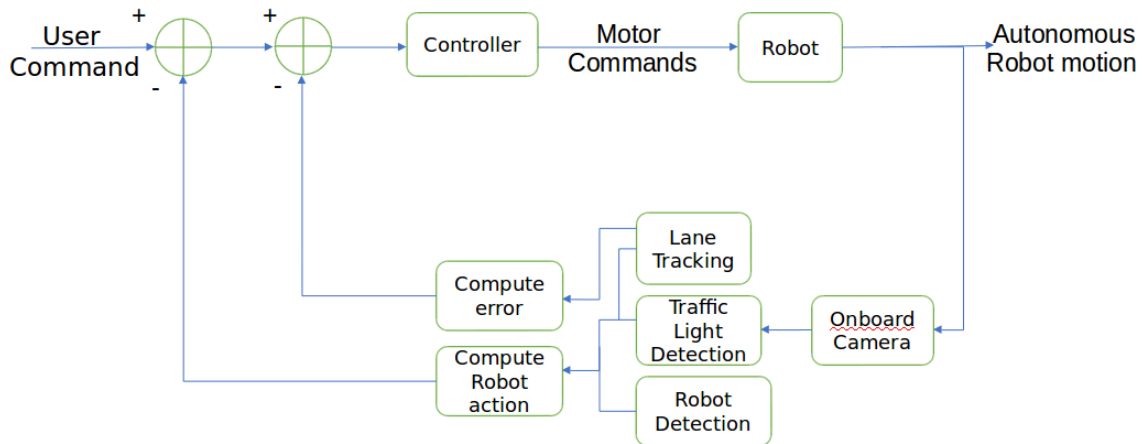 +
User
Command
-
+
-
Controller
Motor
Commands
Robot
Autonomous
Robot motion
Lane
Tracking
Compute
error
Traffic
Light
Detection
Onboard
Camera
Compute
Robot
action
Robot
Detection